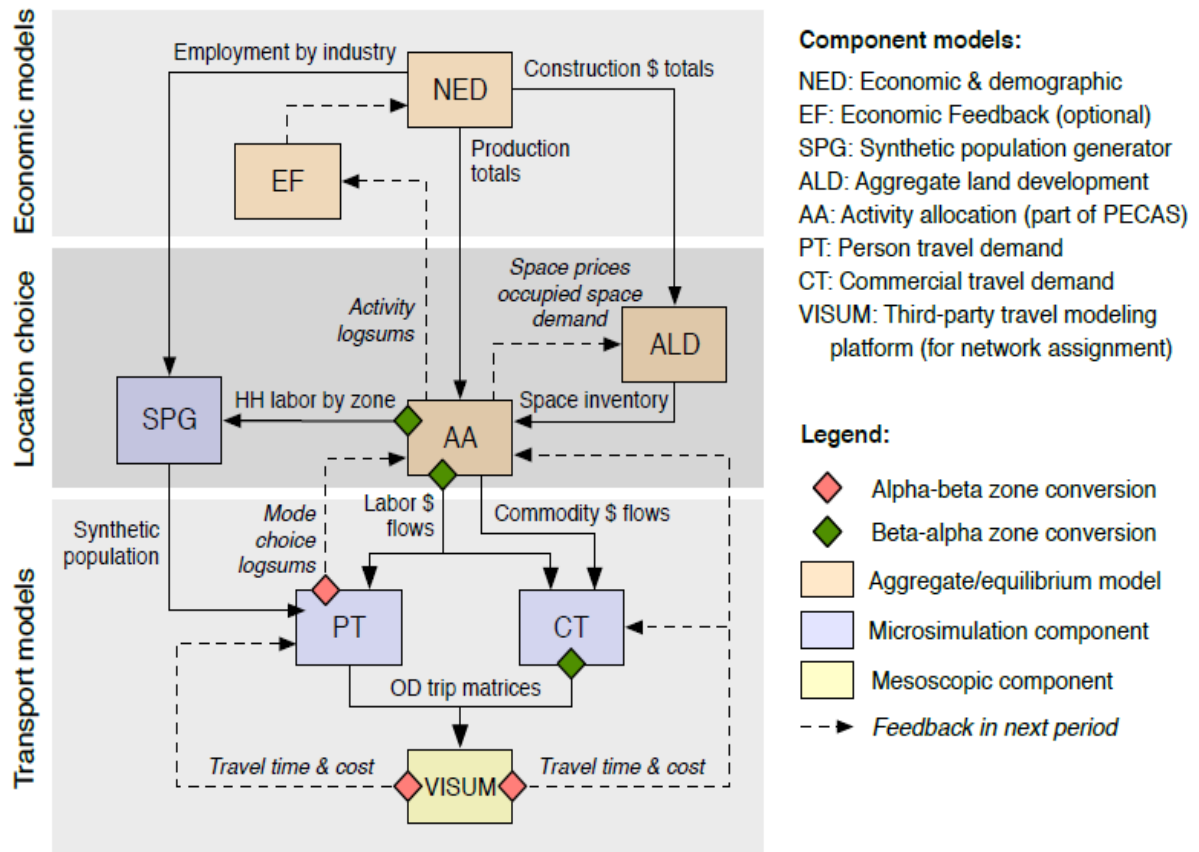 Economic models
Employment by industry
Construction $ totals
NED
Production
totals
EF
Location choice
Space prices
occupied space
demand
Activity
logsums
ALD
SPG
HH labor by zone
Space inventory
AA
Transport models
Labor $
flows
Commodity $ flows
Synthetic
population
Mode
choice
logsums
PT
CT
OD trip matrices
Travel time & cost
VISUM
Travel time & cost
Component models:
NED: Economic & demographic
EF: Economic Feedback (optional)
SPG: Synthetic population generator
ALD: Aggregate land development
AA: Activity allocation (part of PECAS)
PT: Person travel demand
CT: Commercial travel demand
VISUM: Third-party travel modeling
platform (for network assignment)
Legend:
Alpha-beta zone conversion
Beta-alpha zone conversion
Aggregate/equilibrium model
Microsimulation component
Mesoscopic component
Feedback in next period